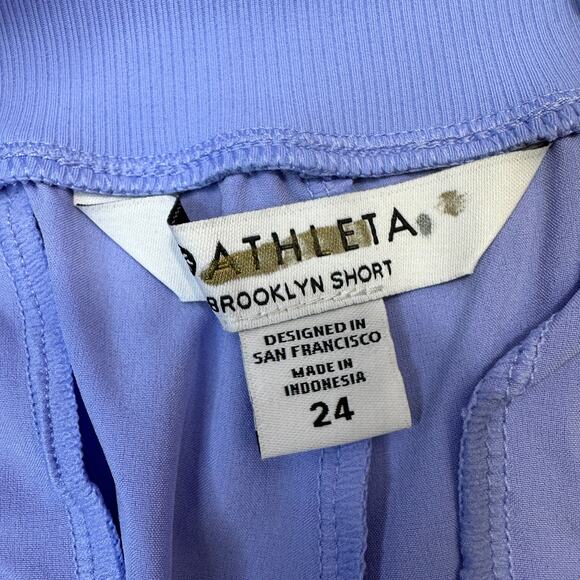 ATHLETA
BROOKLYN SHORT
DESIGNED IN
SAN FRANCISCO
MADE IN
INDONESIA
24